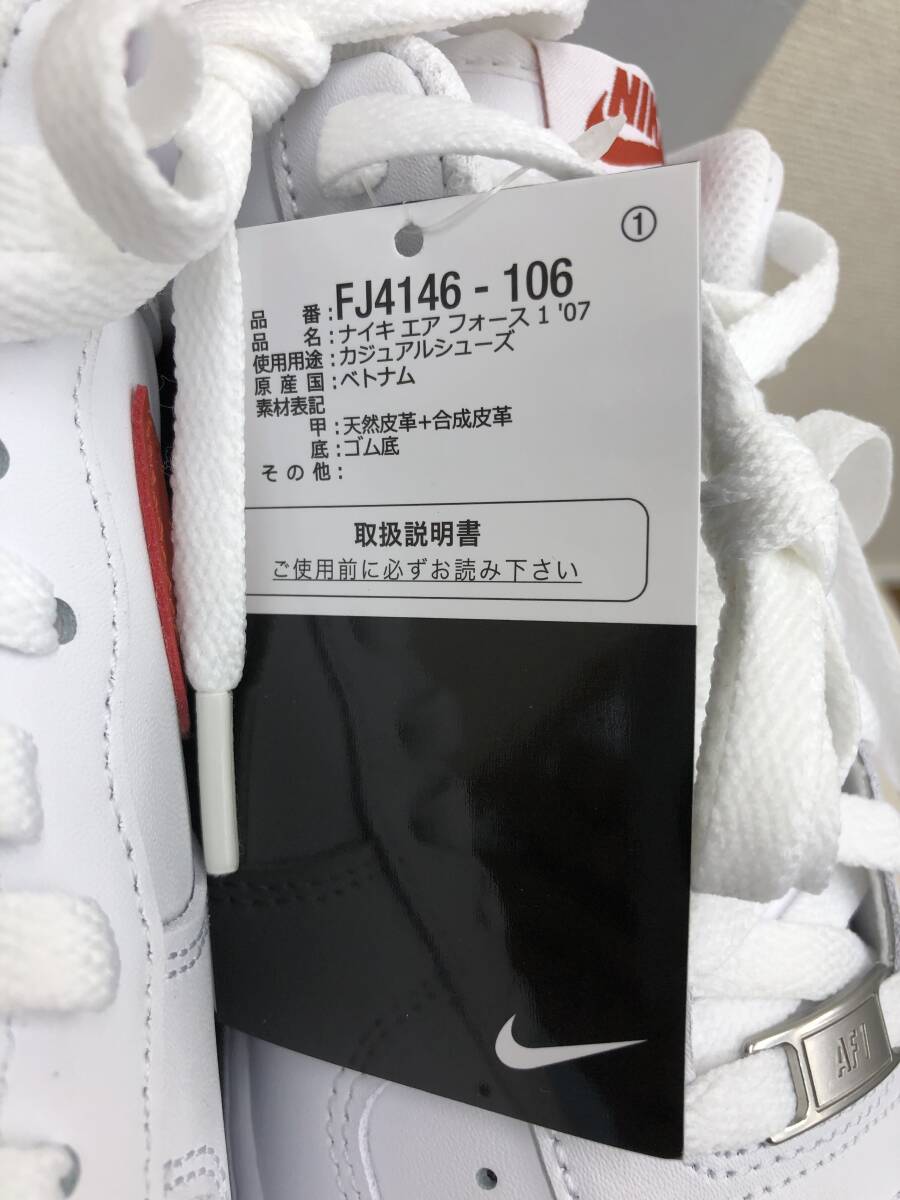 NIK
①
品 番:FJ4146 - 106
品 名:ナイキ エア フォース 1 '07
使用用途:カジュアルシューズ
原産国:ベトナム
素材表記
甲:天然皮革+合成皮革
底:ゴム底
その他:
取扱説明書
ご使用前に必ずお読み下さい
AF1